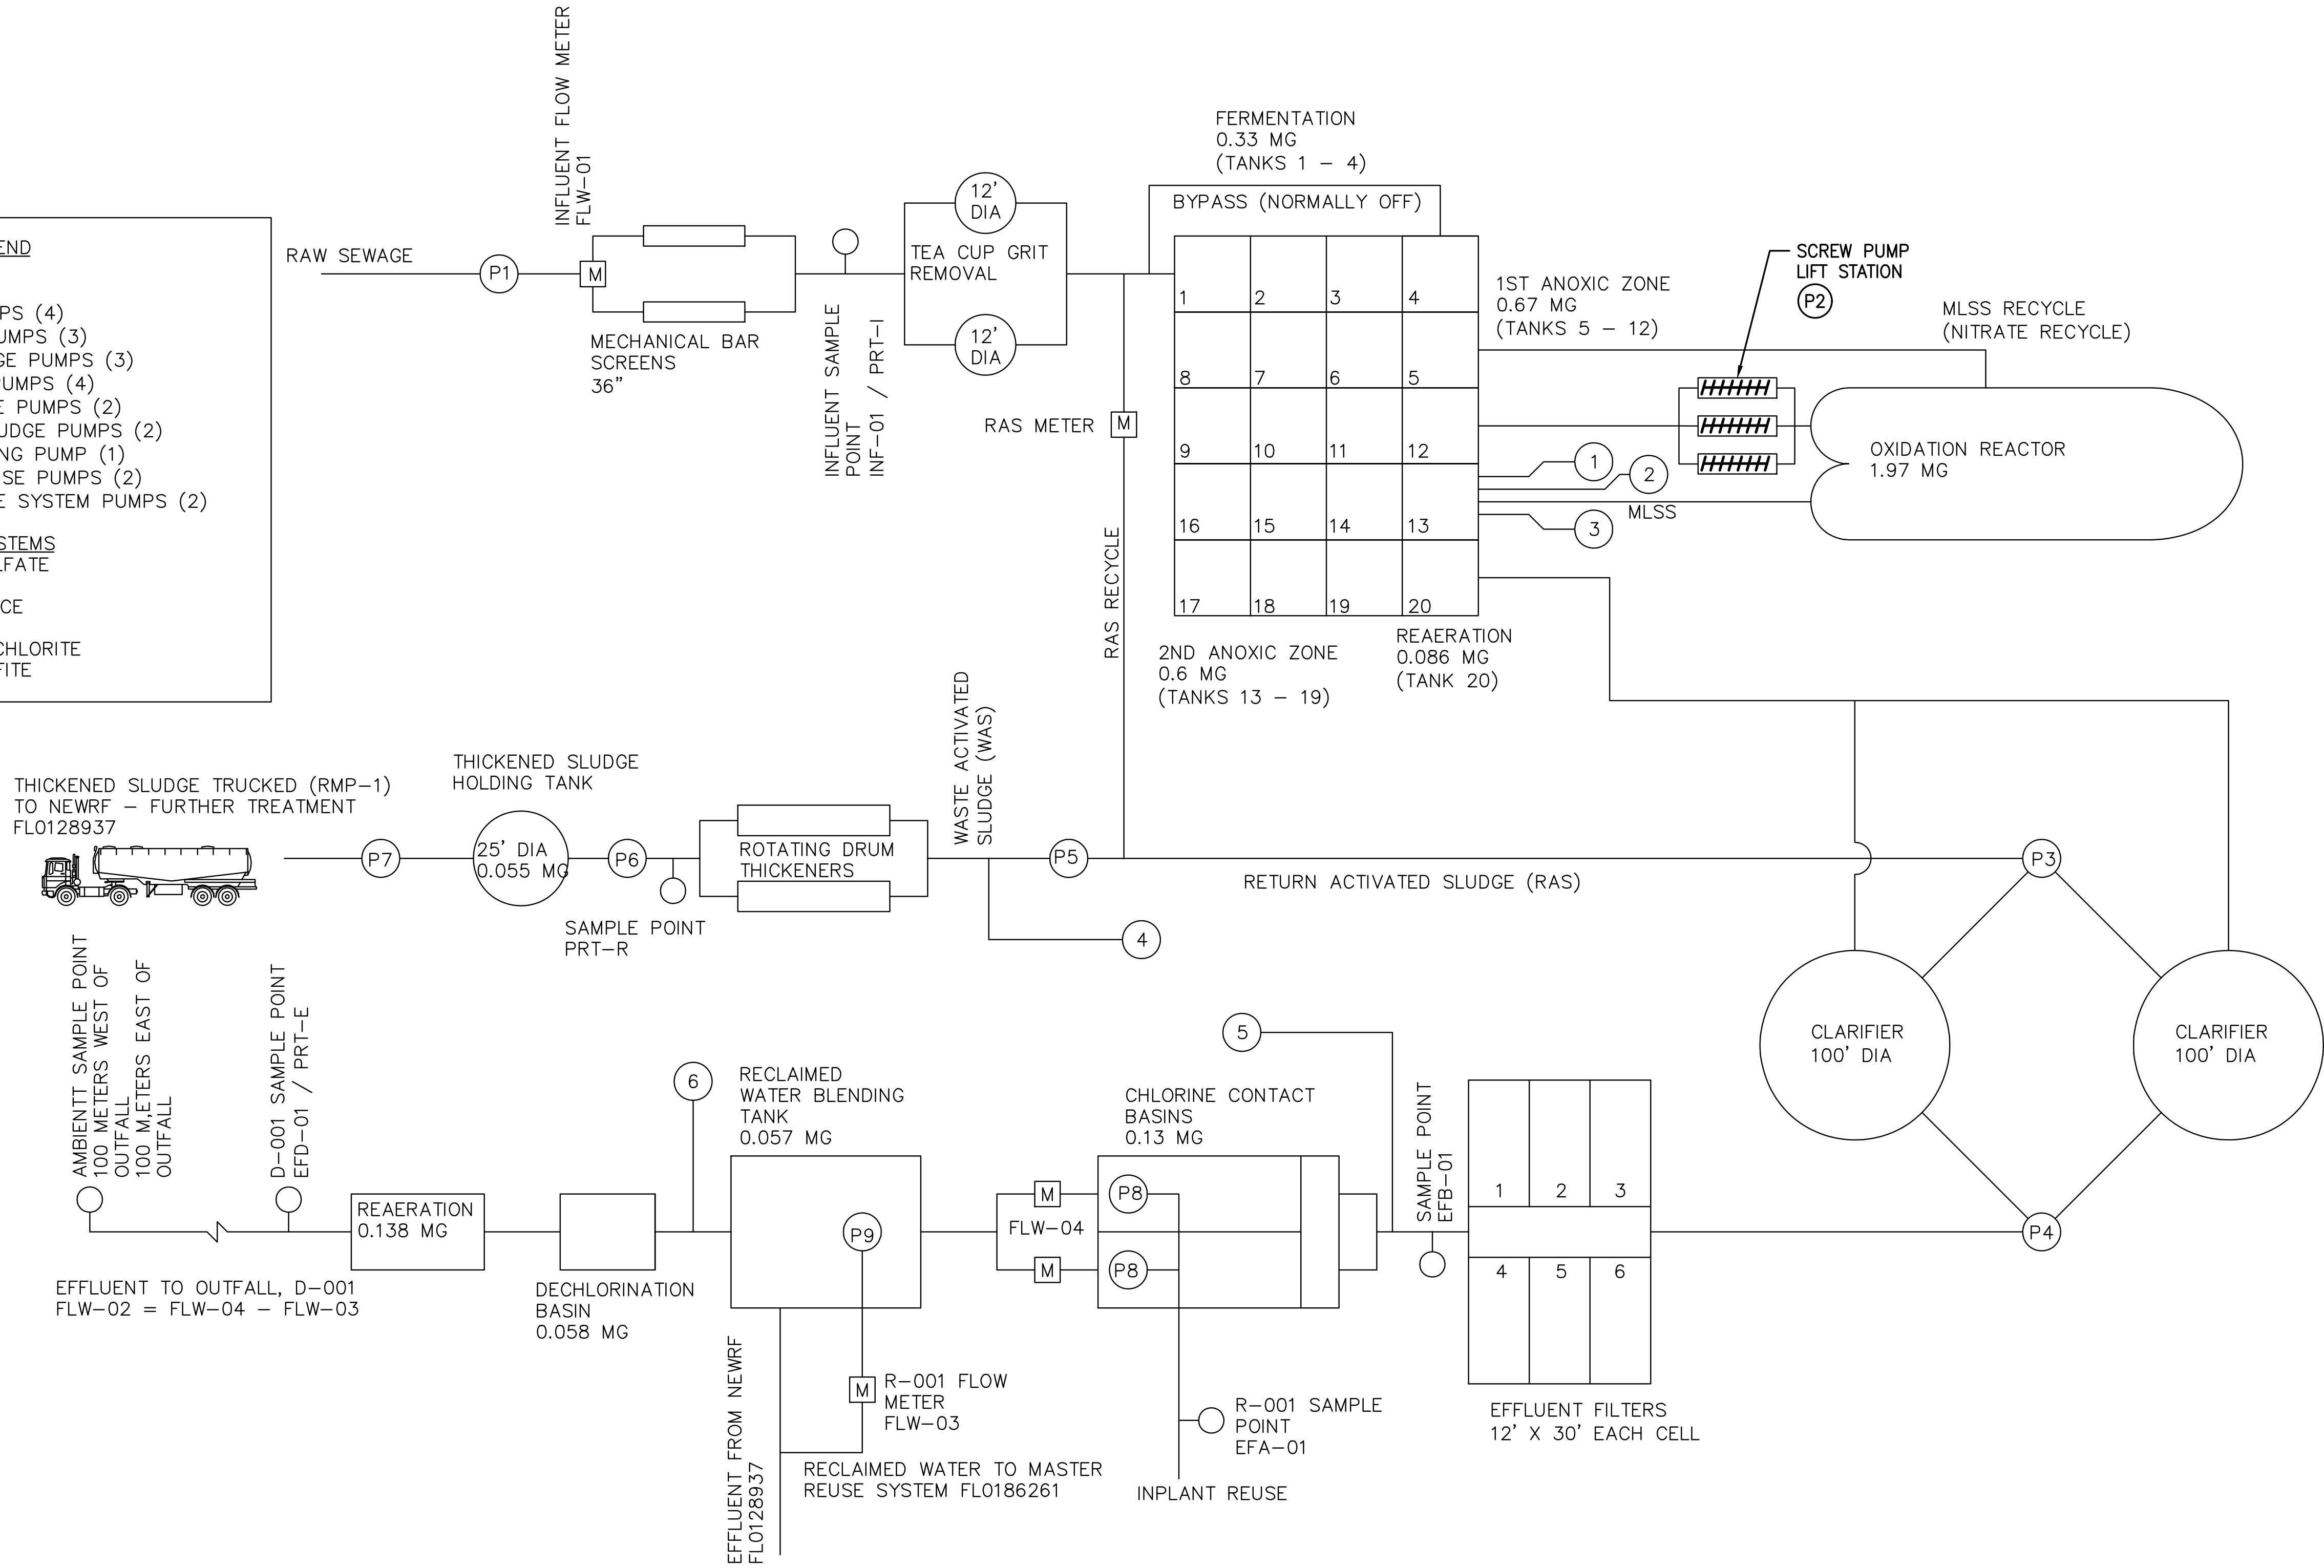 END
PS (4)
UMPS (3)
GE PUMPS (3)
PUMPS (4)
E PUMPS (2)
UDGE PUMPS (2)
NG PUMP (1)
SE PUMPS (2)
E SYSTEM PUMPS (2)
STEMS
LFATE
CE
CHLORITE
FITE
RAW SEWAGE
P1
INFLUENT FLOW METER
FLW-01
M
MECHANICAL BAR
SCREENS
36"
INFLUENT SAMPLE
POINT
INF-01 / PRT-I
12'
DIA
TEA CUP GRIT
REMOVAL
12'
DIA
FERMENTATION
0.33 MG
(TANKS 1 - 4)
BYPASS (NORMALLY OFF)
1
2
3
4
8
7
6
5
9
10
11
12
16
15
14
13
17
18
19
20
1ST ANOXIC ZONE
0.67 MG
(TANKS 5 - 12)
SCREW PUMP
LIFT STATION
P2
MLSS RECYCLE
(NITRATE RECYCLE)
OXIDATION REACTOR
1.97 MG
1
2
MLSS
3
RAS METER
M
RAS RECYCLE
2ND ANOXIC ZONE
0.6 MG
(TANKS 13 - 19)
REAERATION
0.086 MG
(TANK 20)
THICKENED SLUDGE TRUCKED (RMP-1)
TO NEWRF - FURTHER TREATMENT
FL0128937
P7
THICKENED SLUDGE
HOLDING TANK
25' DIA
0.055 MG
P6
SAMPLE POINT
PRT-R
ROTATING DRUM
THICKENERS
WASTE ACTIVATED
SLUDGE (WAS)
P5
4
RETURN ACTIVATED SLUDGE (RAS)
P3
CLARIFIER
100' DIA
CLARIFIER
100' DIA
P4
AMBIENTT SAMPLE POINT
100 METERS WEST OF
OUTFALL
100 M,ETERS EAST OF
OUTFALL
D-001 SAMPLE POINT
EFD-01 / PRT-E
EFFLUENT TO OUTFALL, D-001
FLW-02 = FLW-04 - FLW-03
REAERATION
0.138 MG
DECHLORINATION
BASIN
0.058 MG
6
RECLAIMED
WATER BLENDING
TANK
0.057 MG
P9
M
R-001 FLOW
METER
FLW-03
EFFLUENT FROM NEWRF
FL0128937
RECLAIMED WATER TO MASTER
REUSE SYSTEM FL0186261
M
FLW-04
M
CHLORINE CONTACT
BASINS
0.13 MG
P8
P8
5
R-001 SAMPLE
POINT
EFA-01
INPLANT REUSE
SAMPLE POINT
EFB-01
1
2
3
4
5
6
EFFLUENT FILTERS
12' X 30' EACH CELL